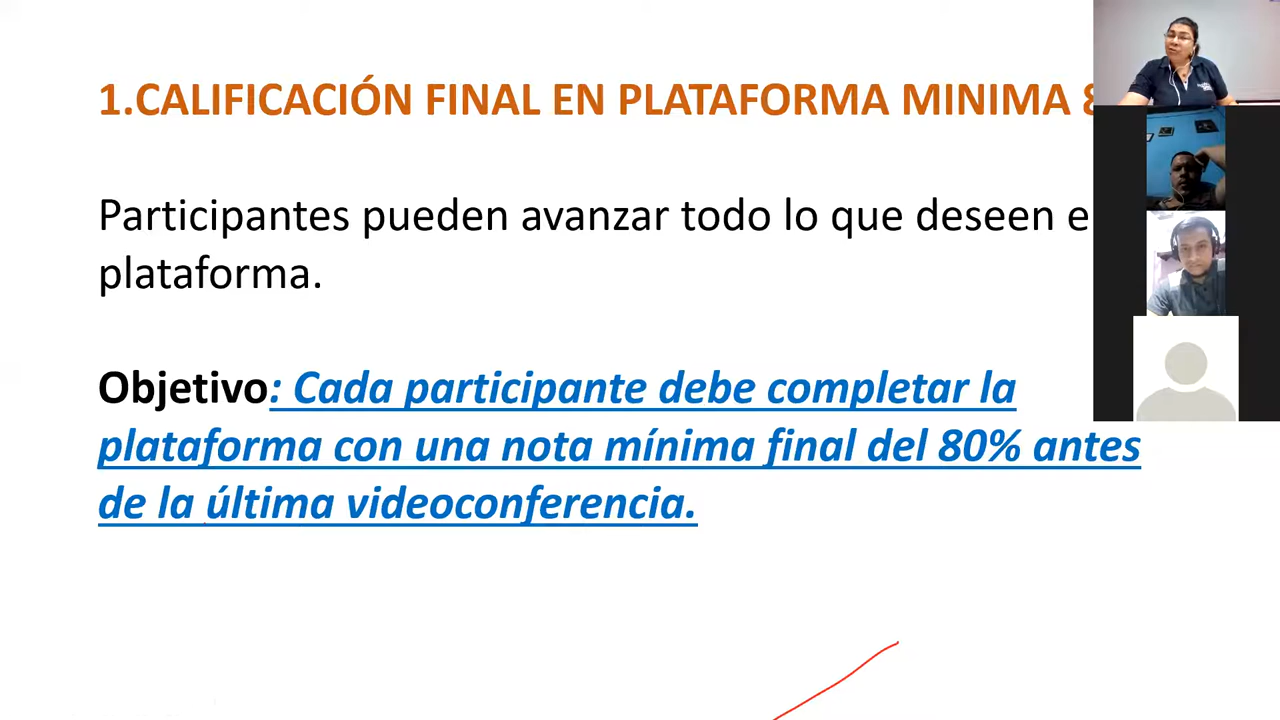 1.CALIFICACIÓN FINAL EN PLATAFORMA MINIMA
Participantes pueden avanzar todo lo que deseen
plataforma.
Objetivo: Cada participante debe completar la
plataforma con una nota mínima final del 80% antes
de la última videoconferencia.